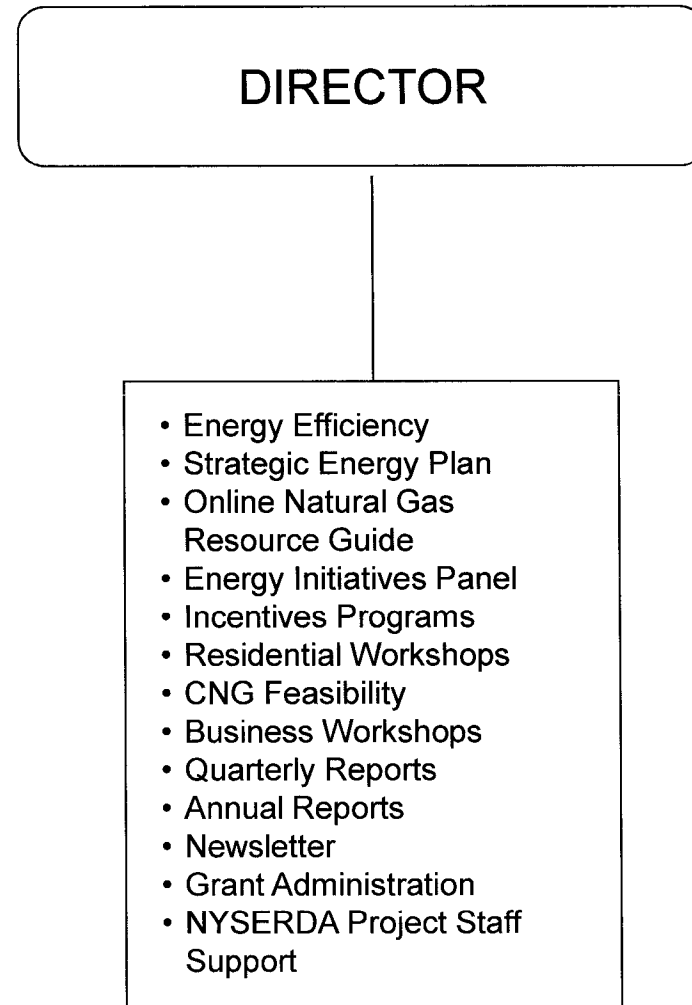 DIRECTOR
• Energy Efficiency
• Strategic Energy Plan
• Online Natural Gas
Resource Guide
• Energy Initiatives Panel
• Incentives Programs
• Residential Workshops
• CNG Feasibility
• Business Workshops
• Quarterly Reports
• Annual Reports
• Newsletter
• Grant Administration
• NYSERDA Project Staff
Support